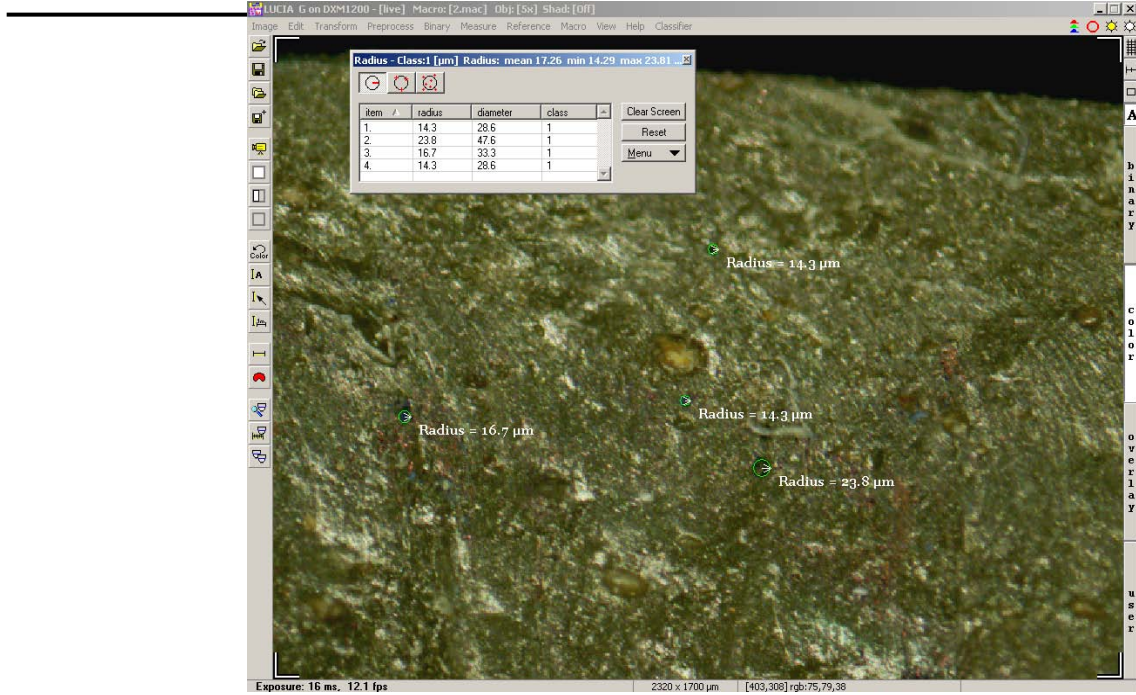 LUCIA G on DXM1200 - [live] Macro: [2.mac] Obj: [5x] Shad: [Off]
Image Edit Transform Preprocess Binary Measure Reference Macro View Help Classifier
Radius - Class:1 [µm] Radius: mean 17.26 min 14.29 max 23.81 ...
item radius diameter class
1. 14.3 28.6 1
2. 23.8 47.6 1
3. 16.7 33.3 1
4. 14.3 28.6 1
Clear Screen
Reset
Menu
Color
A
binary
color
overlay
user
Radius = 14.3 µm
Radius = 14.3 µm
Radius = 16.7 µm
Radius = 23.8 µm
Exposure: 16 ms, 12.1 fps
2320 x 1700 µm
[403,308] rgb:75,79,38